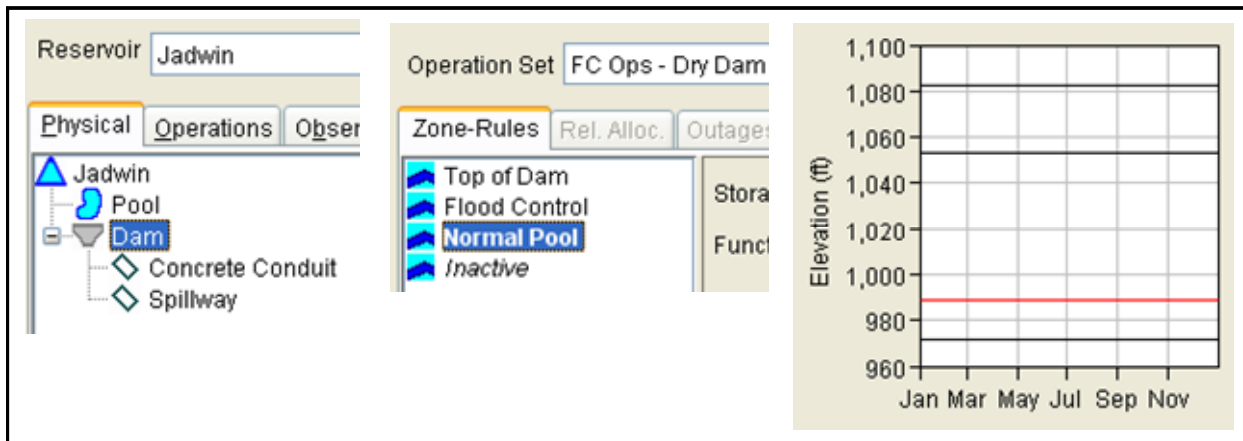 Reservoir Jadwin
Physical Operations Obser
Jadwin
Pool
Dam
Concrete Conduit
Spillway
Operation Set FC Ops - Dry Dam
Zone-Rules Rel. Alloc. Outages
Top of Dam
Flood Control
Normal Pool
Inactive
Stora
Funct
Elevation (ft)
1,100
1,080
1,060
1,040
1,020
1,000
980
960
Jan Mar May Jul Sep Nov